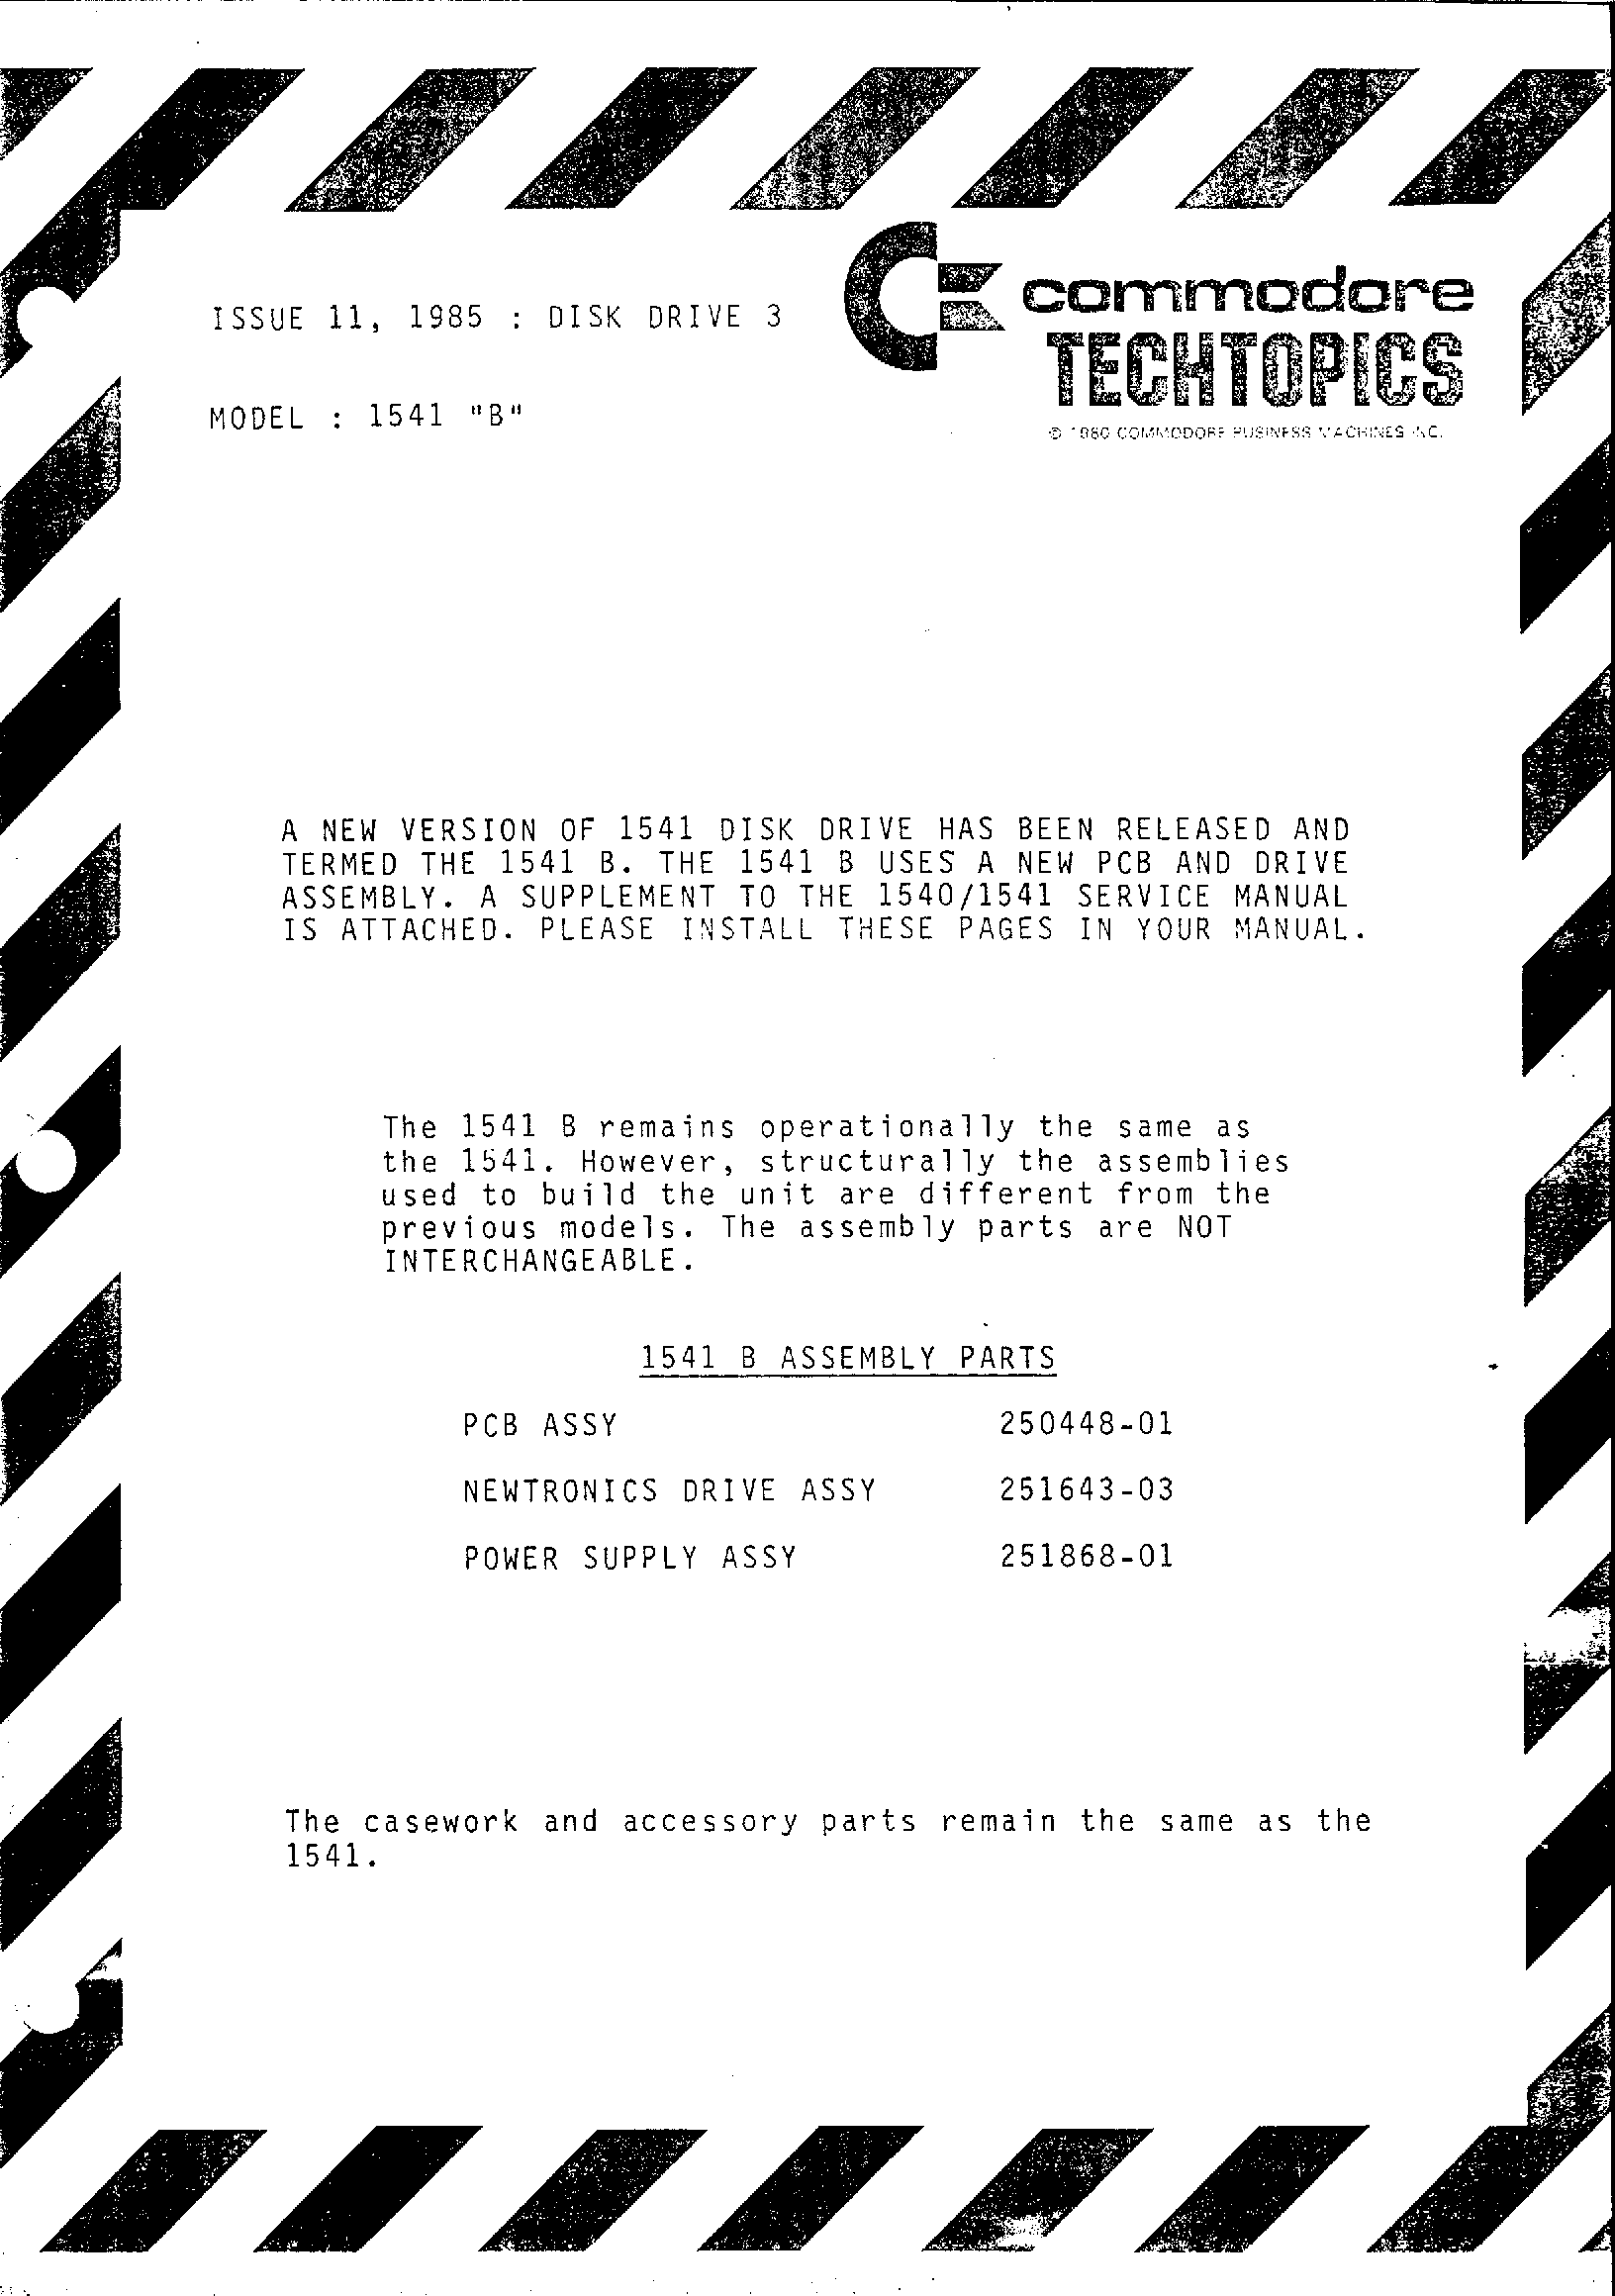 ISSUE 11, 1985 : DISK DRIVE 3
commodore
TECHTOPICS
MODEL : 1541 "B"
© 1980 COMMODORE BUSINESS MACHINES INC.
A NEW VERSION OF 1541 DISK DRIVE HAS BEEN RELEASED AND
TERMED THE 1541 B. THE 1541 B USES A NEW PCB AND DRIVE
ASSEMBLY. A SUPPLEMENT TO THE 1540/1541 SERVICE MANUAL
IS ATTACHED. PLEASE INSTALL THESE PAGES IN YOUR MANUAL.
The 1541 B remains operationally the same as
the 1541. However, structurally the assemblies
used to build the unit are different from the
previous models. The assembly parts are NOT
INTERCHANGEABLE.
1541 B ASSEMBLY PARTS
PCB ASSY 250448-01
NEWTRONICS DRIVE ASSY 251643-03
POWER SUPPLY ASSY 251868-01
The casework and accessory parts remain the same as the
1541.